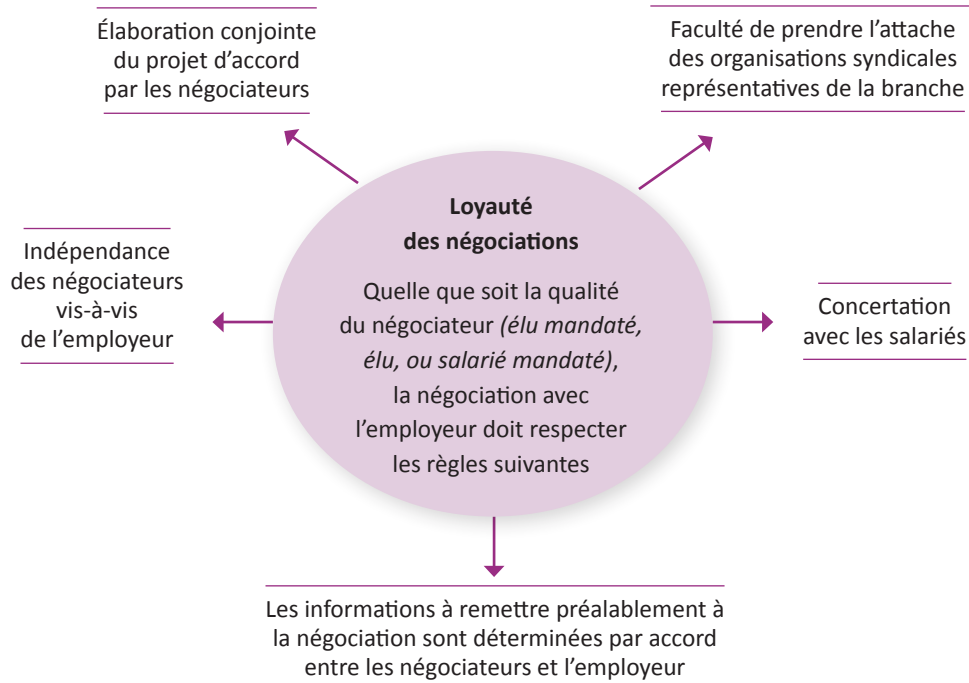 Élaboration conjointe
du projet d’accord
par les négociateurs
Faculté de prendre l’attache
des organisations syndicales
représentatives de la branche
Loyauté
des négociations
Quelle que soit la qualité
du négociateur (élu mandaté,
élu, ou salarié mandaté),
la négociation avec
l’employeur doit respecter
les règles suivantes
Indépendance
des négociateurs
vis-à-vis
de l’employeur
Concertation
avec les salariés
Les informations à remettre préalablement à
la négociation sont déterminées par accord
entre les négociateurs et l’employeur